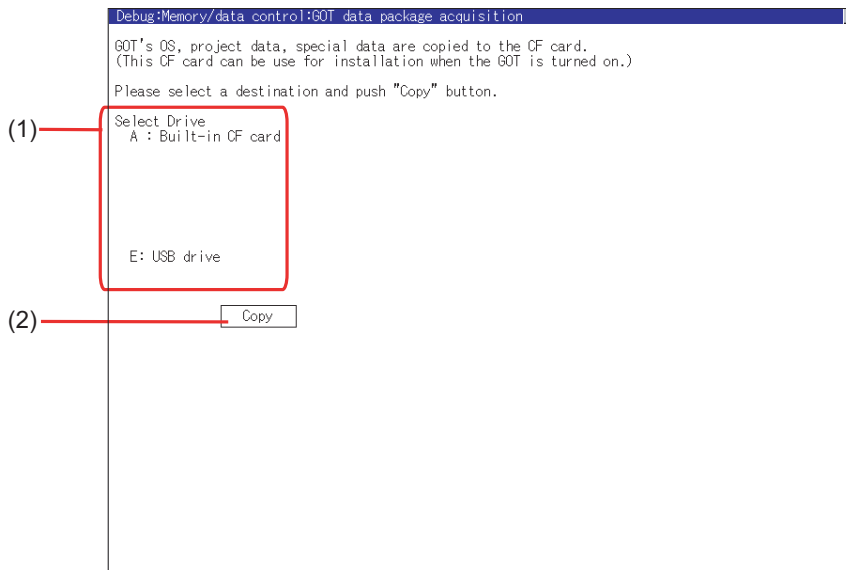 Debug:Memory/data control:GOT data package acquisition
GOT's OS, project data, special data are copied to the CF card.
(This CF card can be use for installation when the GOT is turned on.)
Please select a destination and push "Copy" button.
(1)
Select Drive
A : Built-in CF card
E: USB drive
(2)
Copy